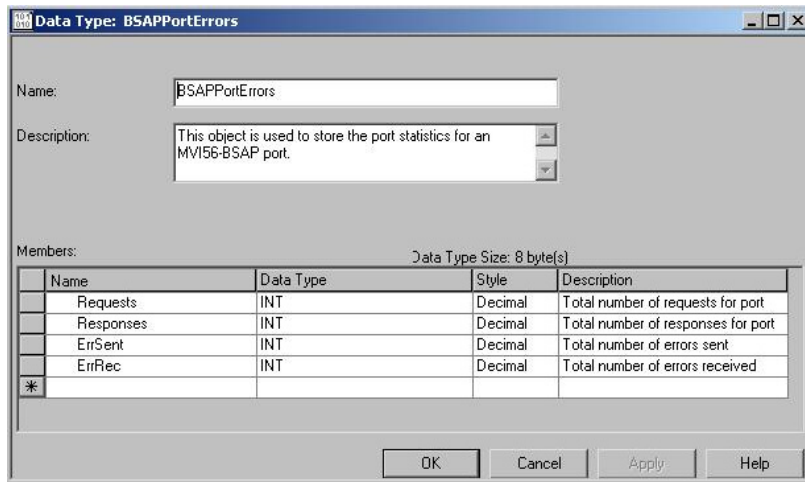 Data Type: BSAPPortErrors
Name:
BSAPPortErrors
Description:
This object is used to store the port statistics for an
MVI56-BSAP port.
Members:
Data Type Size: 8 byte(s)
Name Data Type Style Description
Requests INT Decimal Total number of requests for port
Responses INT Decimal Total number of responses for port
ErrSent INT Decimal Total number of errors sent
ErrRec INT Decimal Total number of errors received
OK Cancel Apply Help